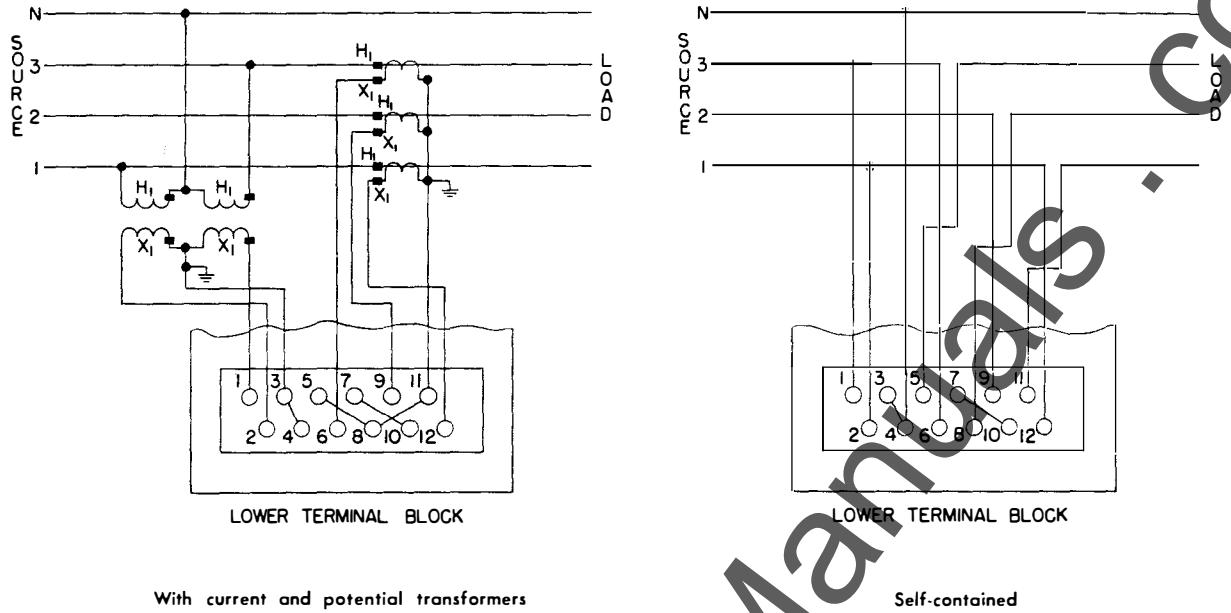 N
SOURCE
3
2
1
LOAD
H1
X1
H1
X1
H1
X1
H1
H1
X1
X1
1
3
5
7
9
11
2
4
6
8
10
12
LOWER TERMINAL BLOCK
With current and potential transformers
N
SOURCE
3
2
1
LOAD
1
3
5
7
9
11
2
4
6
8
10
12
LOWER TERMINAL BLOCK
Self-contained
Manuals . co